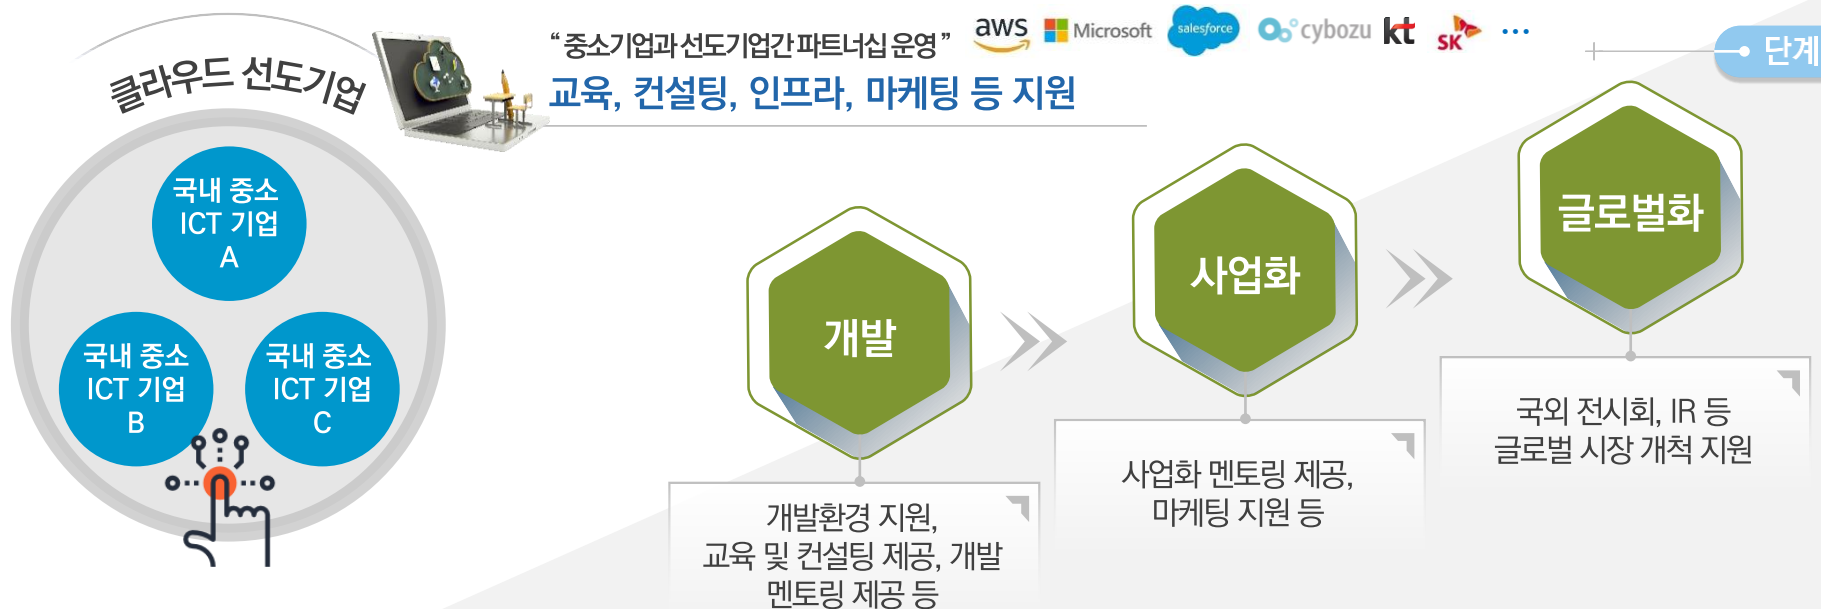 클라우드 선도기업
“ 중소기업과 선도기업간 파트너십 운영 ”
교육, 컨설팅, 인프라, 마케팅 등 지원
aws Microsoft salesforce cybozu kt SK ...
단계
국내 중소
ICT 기업
A
국내 중소
ICT 기업
B
국내 중소
ICT 기업
C
개발
개발환경 지원,
교육 및 컨설팅 제공, 개발
멘토링 제공 등
사업화
사업화 멘토링 제공,
마케팅 지원 등
글로벌화
국외 전시회, IR 등
글로벌 시장 개척 지원